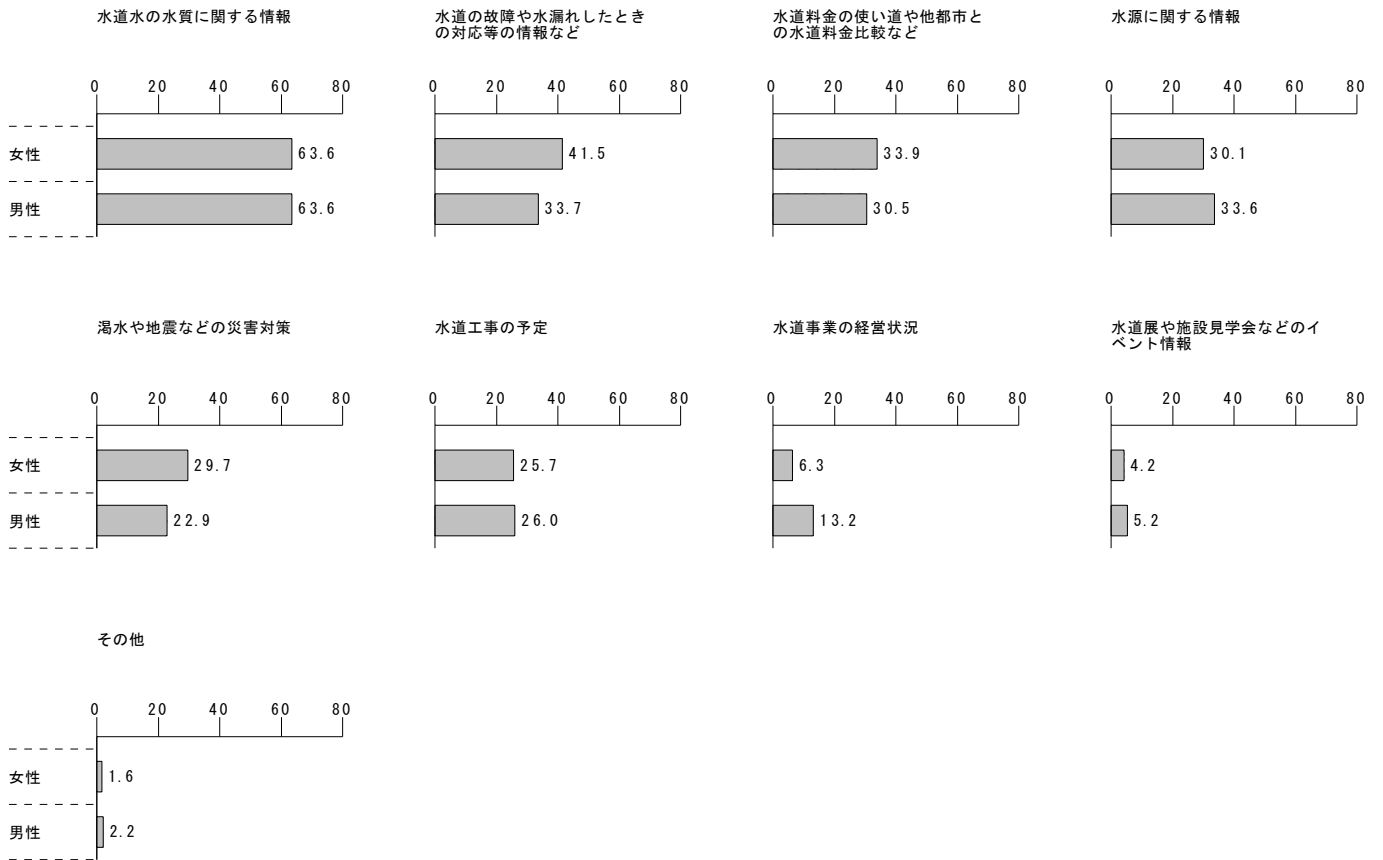 水道水の水質に関する情報
水道の故障や水漏れしたとき
の対応等の情報など
水道料金の使い道や他都市と
の水道料金比較など
水源に関する情報
0 20 40 60 80
0 20 40 60 80
0 20 40 60 80
0 20 40 60 80
女性 63.6 41.5 33.9 30.1
男性 63.6 33.7 30.5 33.6
渇水や地震などの災害対策
水道工事の予定
水道事業の経営状況
水道展や施設見学会などのイ
ベント情報
0 20 40 60 80
0 20 40 60 80
0 20 40 60 80
0 20 40 60 80
女性 29.7 25.7 6.3 4.2
男性 22.9 26.0 13.2 5.2
その他
0 20 40 60 80
女性 1.6
男性 2.2